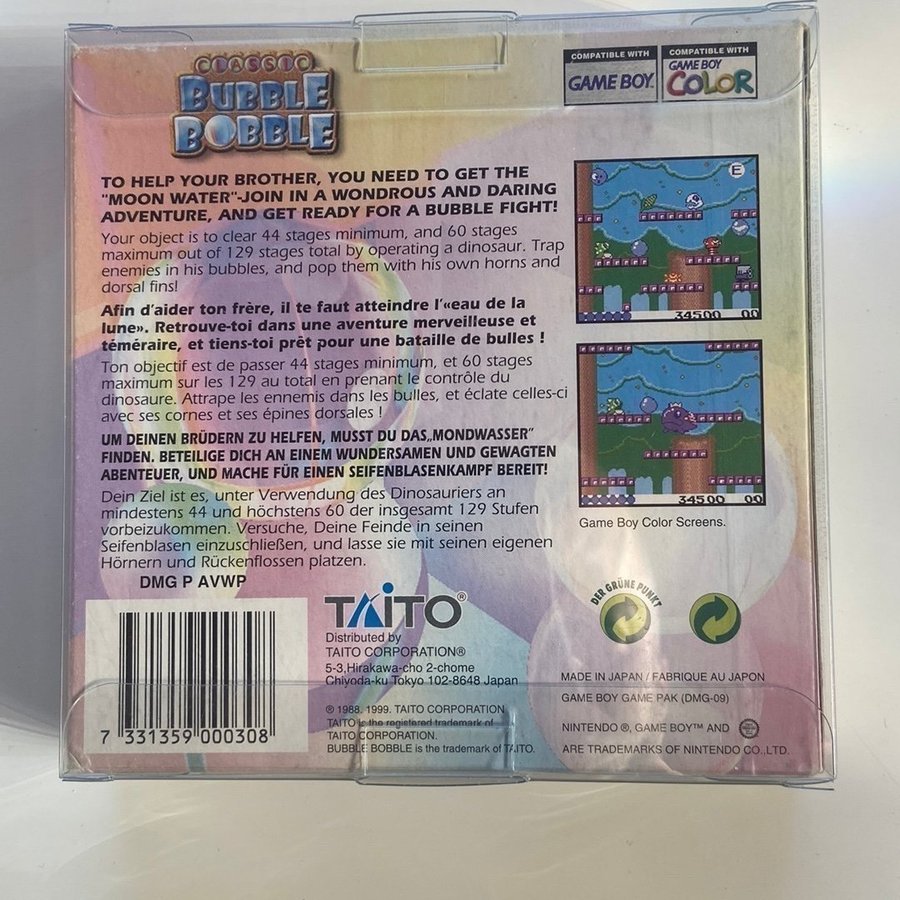 CLASSIC
BUBBLE
BOBBLE
COMPATIBLE WITH
GAME BOY™
COMPATIBLE WITH
GAME BOY
COLOR
TO HELP YOUR BROTHER, YOU NEED TO GET THE
"MOON WATER"-JOIN IN A WONDROUS AND DARING
ADVENTURE, AND GET READY FOR A BUBBLE FIGHT!
Your object is to clear 44 stages minimum, and 60 stages
maximum out of 129 stages total by operating a dinosaur. Trap
enemies in his bubbles, and pop them with his own horns and
dorsal fins!
Afin d'aider ton frère, il te faut atteindre l'«eau de la
lune». Retrouve-toi dans une aventure merveilleuse et
téméraire, et tiens-toi prêt pour une bataille de bulles !
Ton objectif est de passer 44 stages minimum, et 60 stages
maximum sur les 129 au total en prenant le contrôle du
dinosaure. Attrape les ennemis dans les bulles, et éclate celles-ci
avec ses cornes et ses épines dorsales !
UM DEINEN BRÜDERN ZU HELFEN, MUSST DU DAS„MONDWASSER"
FINDEN. BETEILIGE DICH AN EINEM WUNDERSAMEN UND GEWAGTEN
ABENTEUER, UND MACHE FÜR EINEN SEIFENBLASENKAMPF BEREIT!
Dein Ziel ist es, unter Verwendung des Dinosauriers an
mindestens 44 und höchstens 60 der insgesamt 129 Stufen
vorbeizukommen. Versuche, Deine Feinde in seinen
Seifenblasen einzuschließen, und lasse sie mit seinen eigenen
Hörnern und Rückenflossen platzen.
DMG P AVWP
E
34500 00
34500 00
Game Boy Color Screens.
DER GRÜNE PUNKT
7 331359 000308
TAITO®
Distributed by
TAITO CORPORATION®
5-3,Hirakawa-cho 2-chome
Chiyoda-ku Tokyo 102-8648 Japan
® 1988. 1999. TAITO CORPORATION
TAITO is the registered trademark of
TAITO CORPORATION.
BUBBLE BOBBLE is the trademark of TAITO.
MADE IN JAPAN / FABRIQUE AU JAPON
GAME BOY GAME PAK (DMG-09)
NINTENDO ®, GAME BOY™ AND
ARE TRADEMARKS OF NINTENDO CO.,LTD.